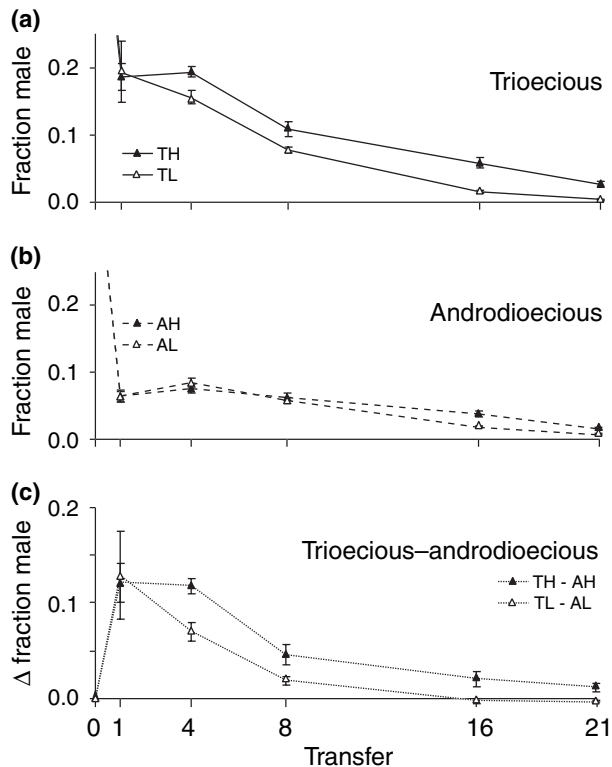 (a)
0.2
0.1
0.0
Fraction male
Trioecious
TH
TL
(b)
0.2
0.1
0.0
Fraction male
Androdioecious
AH
AL
(c)
0.2
0.1
0.0
Δ fraction male
Trioecious–androdioecious
TH - AH
TL - AL
0 1 4 8 16 21
Transfer